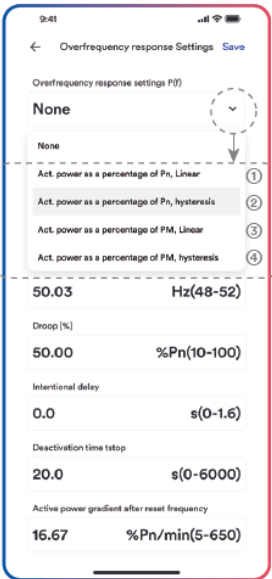 9:41
Overfrequency response Settings Save
Overfrequency response settings P(f)
None
None
Act. power as a percentage of Pn, Linear ①
Act. power as a percentage of Pn, hysteresis ②
Act. power as a percentage of PM, Linear ③
Act. power as a percentage of PM, hysteresis ④
50.03 Hz(48-52)
Droop [%]
50.00 %Pn(10-100)
Intentional delay
0.0 s(0-1.6)
Deactivation time tstop
20.0 s(0-6000)
Active power gradient after reset frequency
16.67 %Pn/min(5-650)